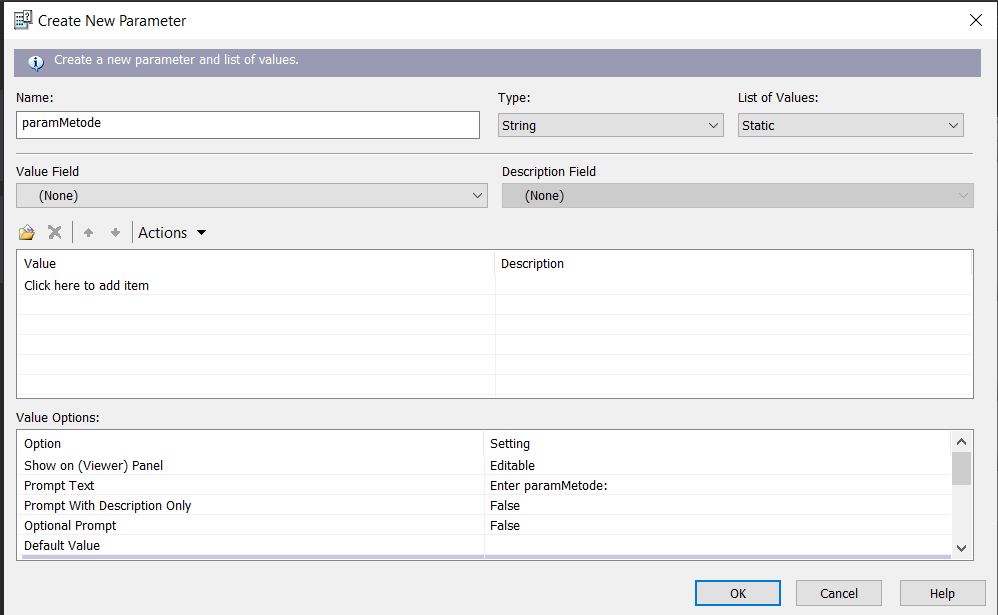 Create New Parameter
Create a new parameter and list of values.
Name: Type: List of Values:
paramMetode String Static
Value Field Description Field
(None) (None)
Actions
Value Description
Click here to add item
Value Options:
Option Setting
Show on (Viewer) Panel Editable
Prompt Text Enter paramMetode:
Prompt With Description Only False
Optional Prompt False
Default Value
OK Cancel Help